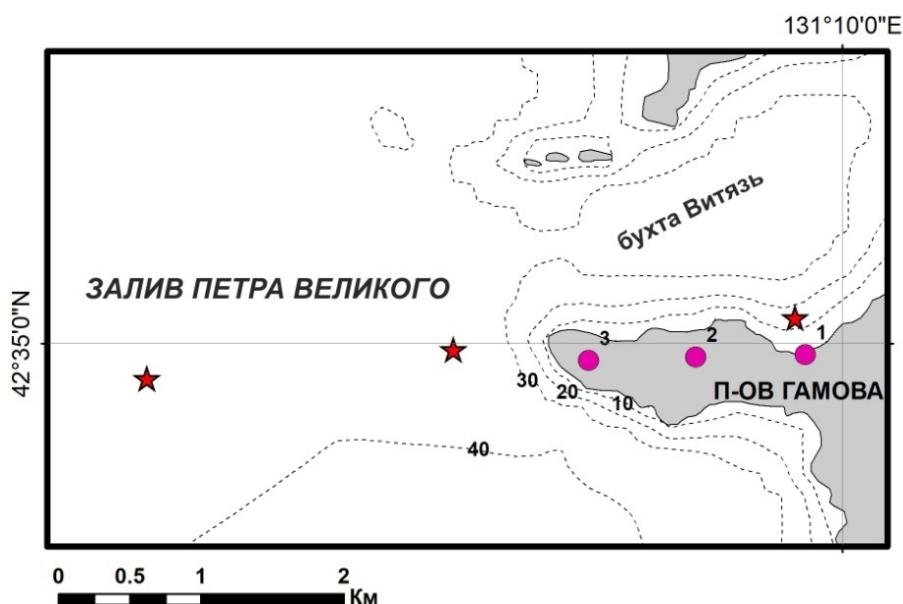 131°10'0"E
бухта Витязь
ЗАЛИВ ПЕТРА ВЕЛИКОГО
42°35'0"N
3 2 1
30
20
10
П-ОВ ГАМОВА
40
0 0.5 1 2
Км